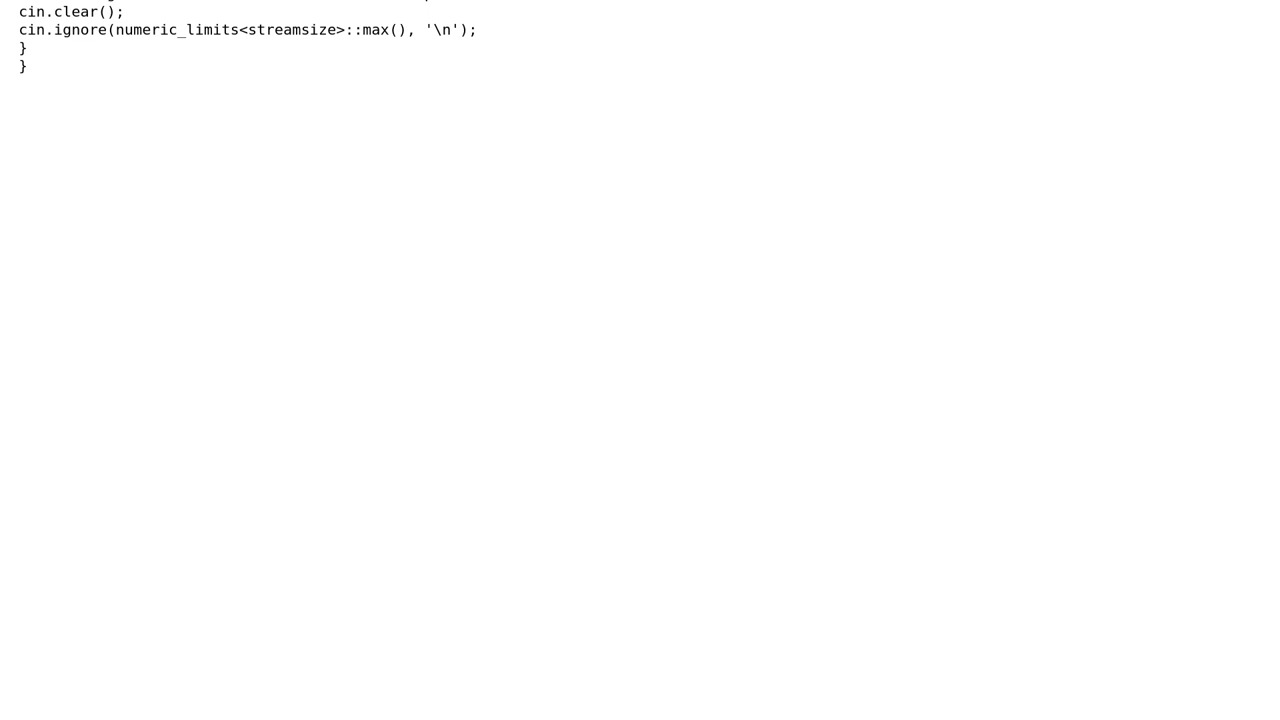 cin.clear();
cin.ignore(numeric_limits<streamsize>::max(), '\n');
}
}